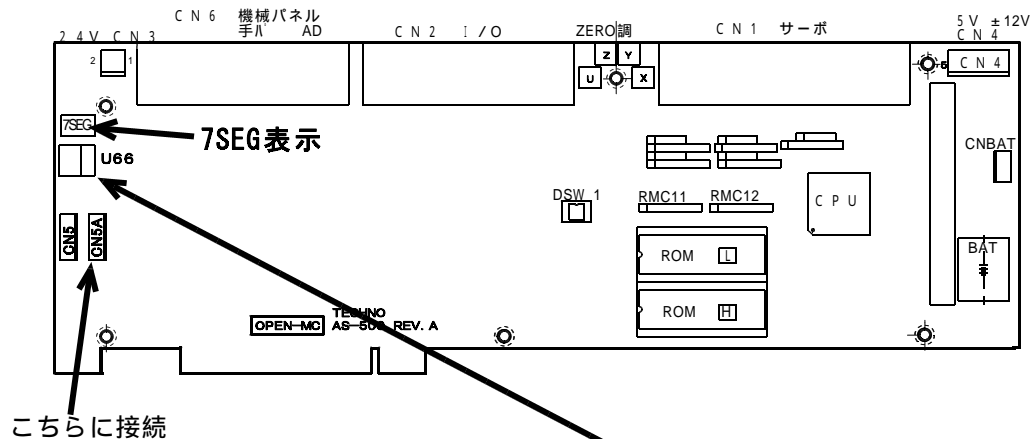 CN6 機械パネル
手パ AD
24V CN3
CN2 I/O
ZERO調
CN1 サーボ
5V ±12V
CN4
2 1
Z Y
U X
5
CN4
7SEG
7SEG表示
U66
CNBAT
DSW 1
RMC11
RMC12
CPU
CN5
CN5A
ROM L
BAT
ROM H
TECHNO
OPEN-MC AS-500 REV. A
こちらに接続